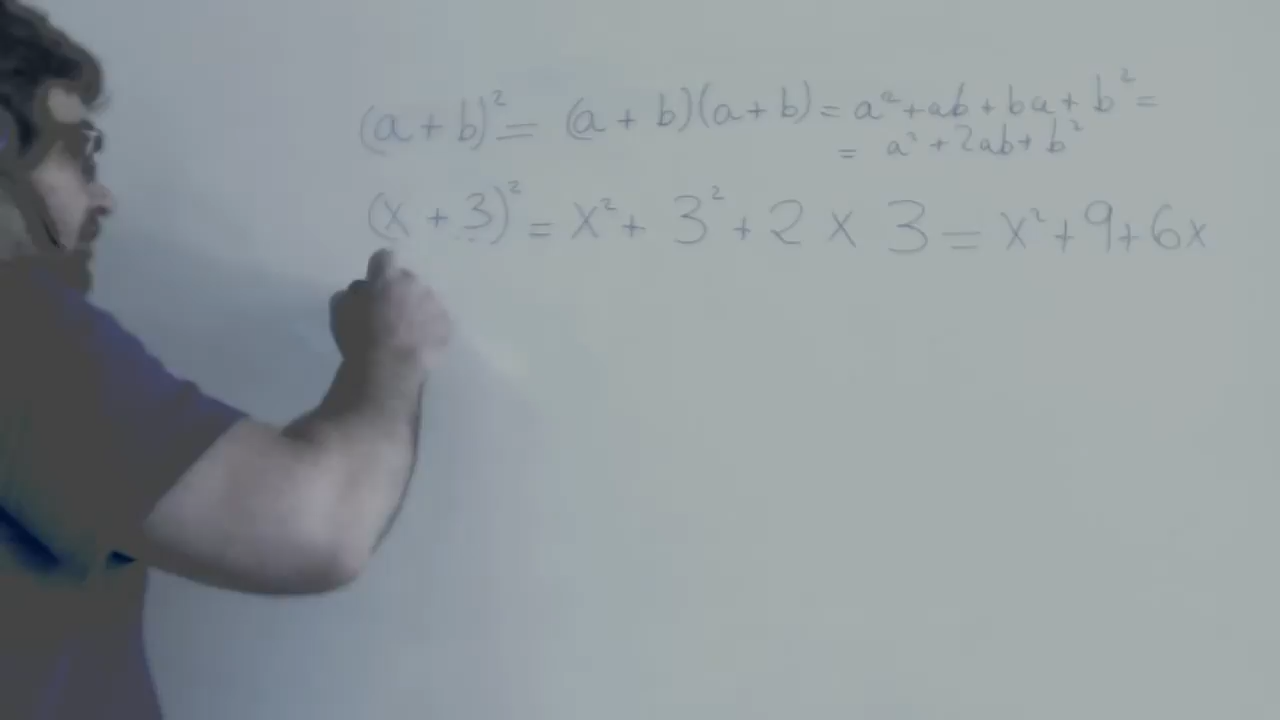 (a + b)² = (a + b)(a + b) = a² + ab + ba + b² =
= a² + 2ab + b²
(x + 3)² = x² + 3² + 2 x 3 = x² + 9 + 6x